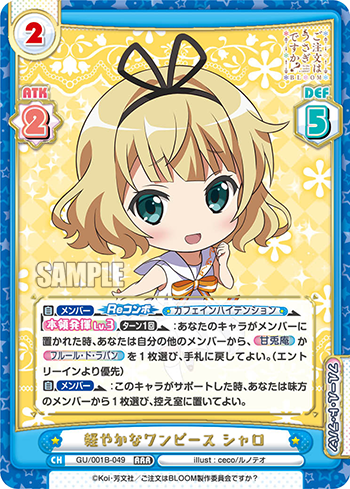 2
ATK
2
ご注文は
うさぎ
ですか？
BLOOM
DEF
5
SAMPLE
自 メンバー Reコンボ カフェインハイテンション
本領発揮Lv.3 ターン1回 ：あなたのキャラがメンバーに
置かれた時、あなたは自分の他のメンバーから、甘兎庵 か
フルール・ド・ラパン を１枚選び、手札に戻してよい。（エント
リーインより優先）
自 メンバー ：このキャラがサポートした時、あなたは味方
のメンバーから１枚選び、控え室に置いてよい。
フルール・ド・ラパン
軽やかなワンピース シャロ
CH GU/001B-049 RRR illust : ceco/ルノテオ
©Koi・芳文社／ご注文はBLOOM製作委員会ですか？